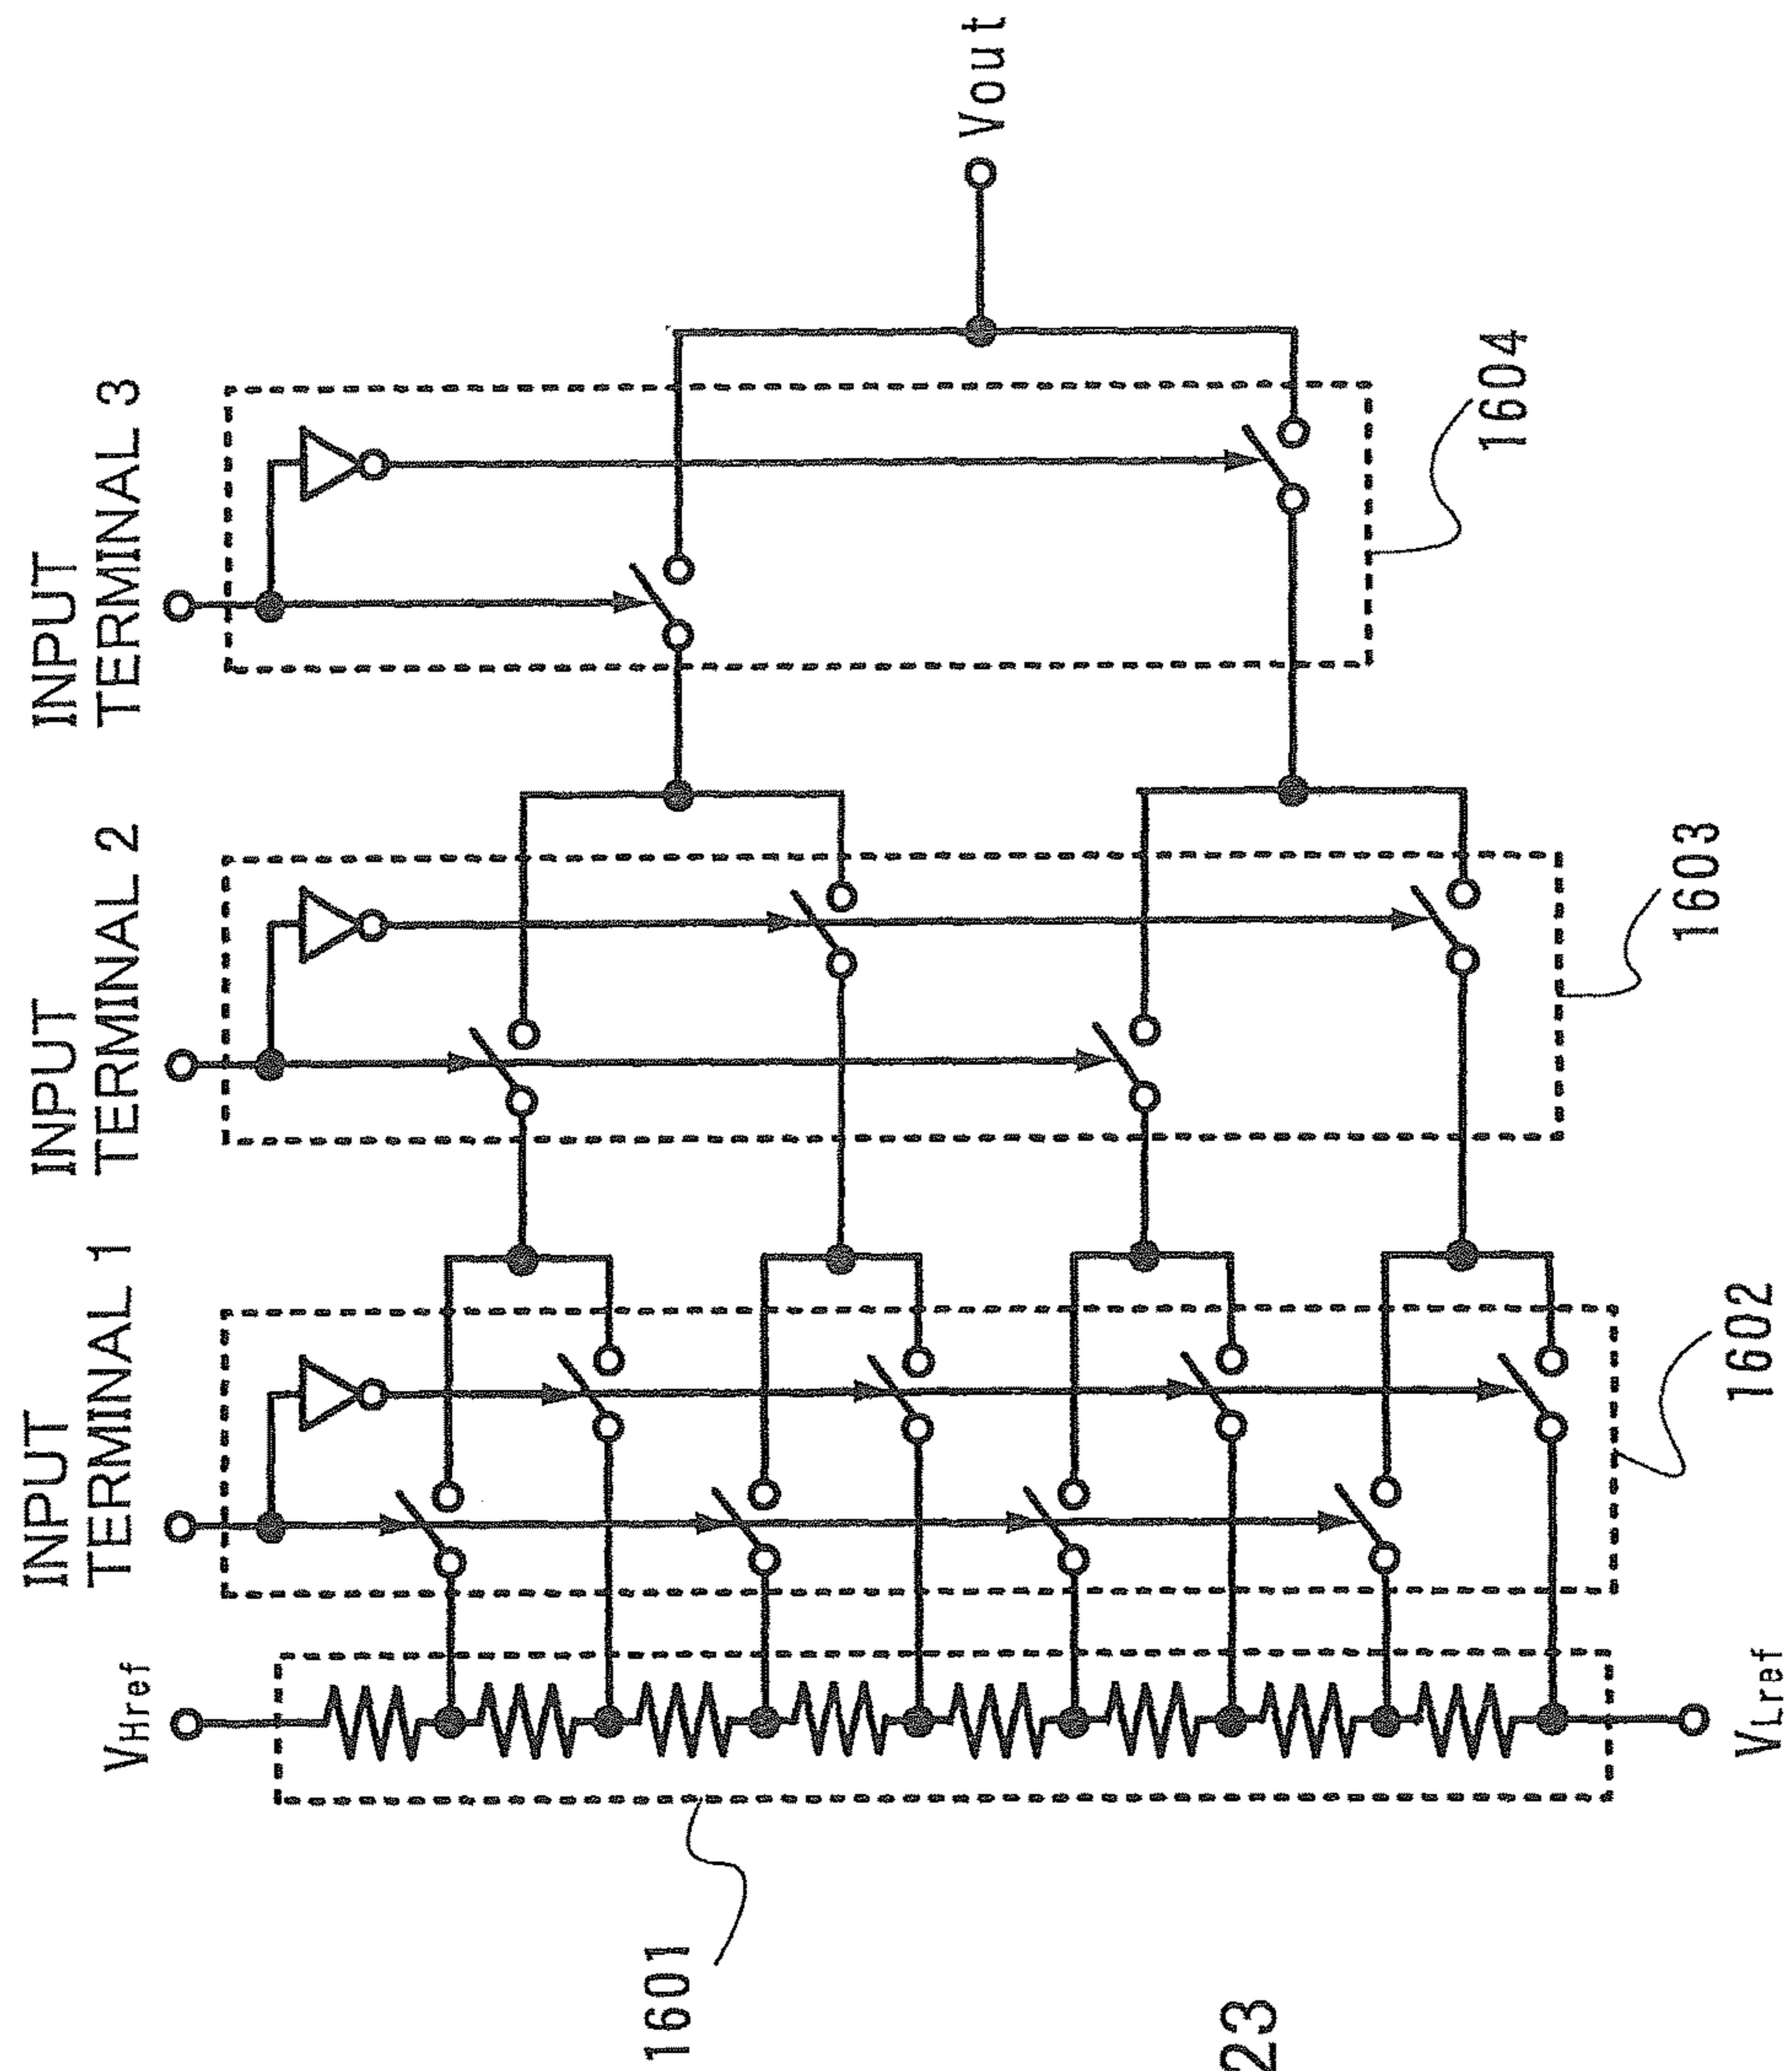 INPUT
TERMINAL 1
INPUT
TERMINAL 2
INPUT
TERMINAL 3
VHref
VLref
Vout
1601
1602
1603
1604
23